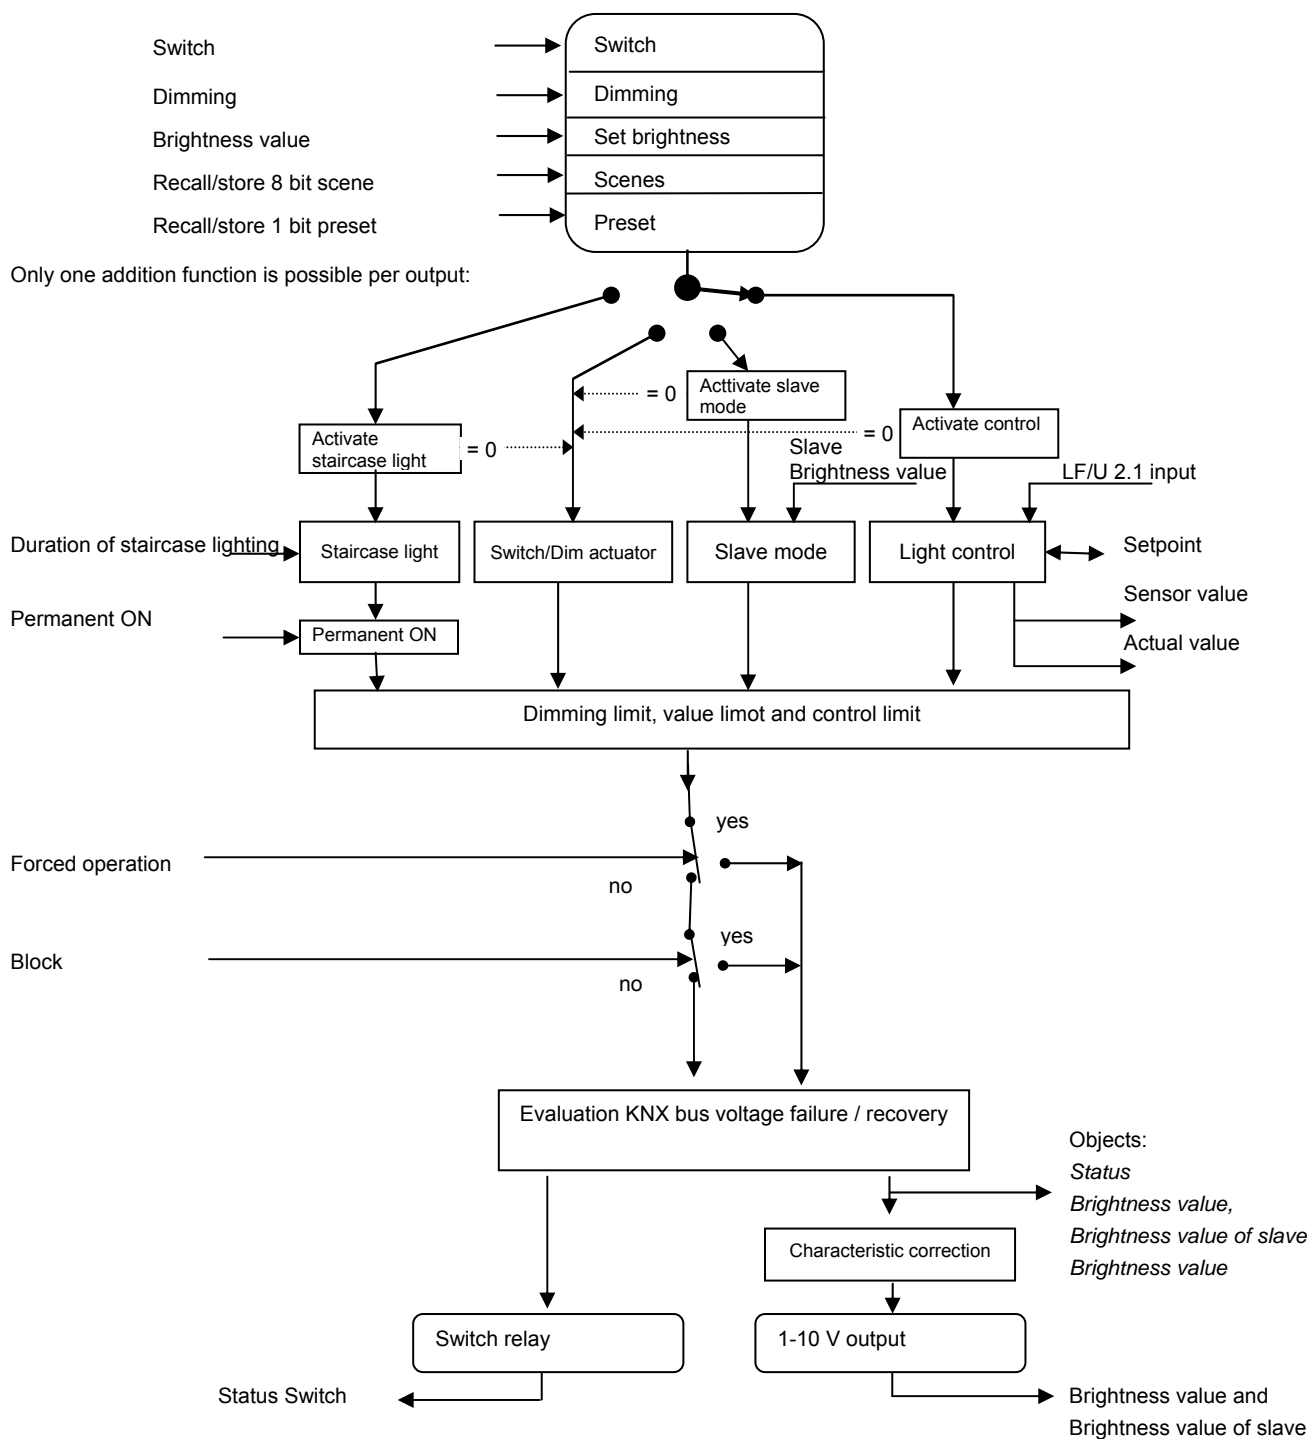 Switch
Switch
Dimming
Dimming
Brightness value
Set brightness
Recall/store 8 bit scene
Scenes
Recall/store 1 bit preset
Preset
Only one addition function is possible per output:
= 0
Acttivate slave
mode
Activate
staircase light
= 0
= 0
Activate control
Slave
Brightness value
LF/U 2.1 input
Duration of staircase lighting
Staircase light
Switch/Dim actuator
Slave mode
Light control
Setpoint
Sensor value
Actual value
Permanent ON
Permanent ON
Dimming limit, value limot and control limit
yes
Forced operation
no
yes
Block
no
Evaluation KNX bus voltage failure / recovery
Objects:
Status
Brightness value,
Brightness value of slave
Brightness value
Characteristic correction
Switch relay
1-10 V output
Status Switch
Brightness value and
Brightness value of slave